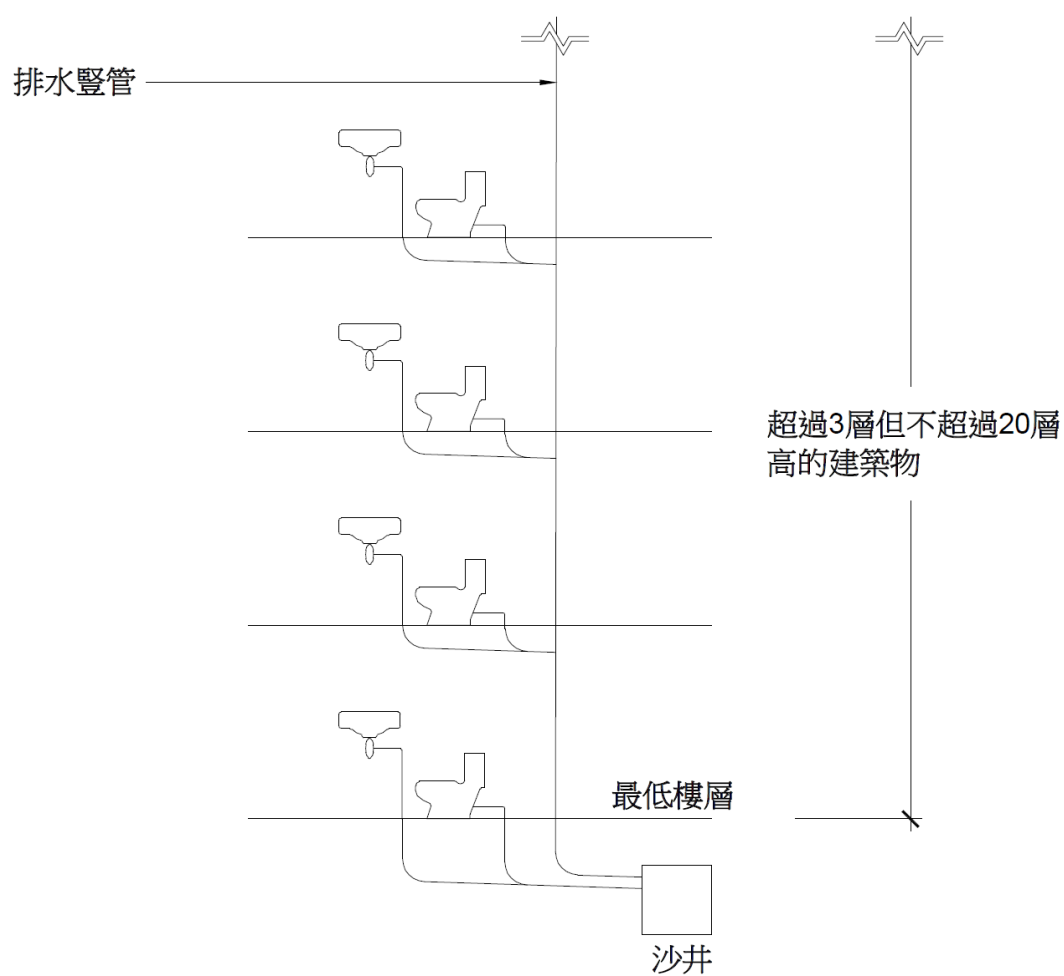 排水豎管
超過3層但不超過20層
高的建築物
最低樓層
沙井